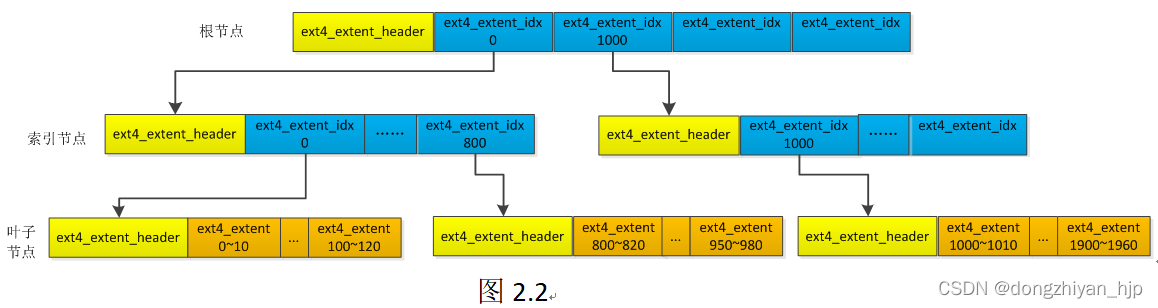 根节点
ext4_extent_header
ext4_extent_idx
0
ext4_extent_idx
1000
ext4_extent_idx
ext4_extent_idx
索引节点
ext4_extent_header
ext4_extent_idx
0
……
ext4_extent_idx
800
ext4_extent_header
ext4_extent_idx
1000
……
ext4_extent_idx
叶子
节点
ext4_extent_header
ext4_extent
0~10
...
ext4_extent
100~120
ext4_extent_header
ext4_extent
800~820
...
ext4_extent
950~980
ext4_extent_header
ext4_extent
1000~1010
...
ext4_extent
1900~1960
图 2.2
CSDN @dongzhiyan_hjp